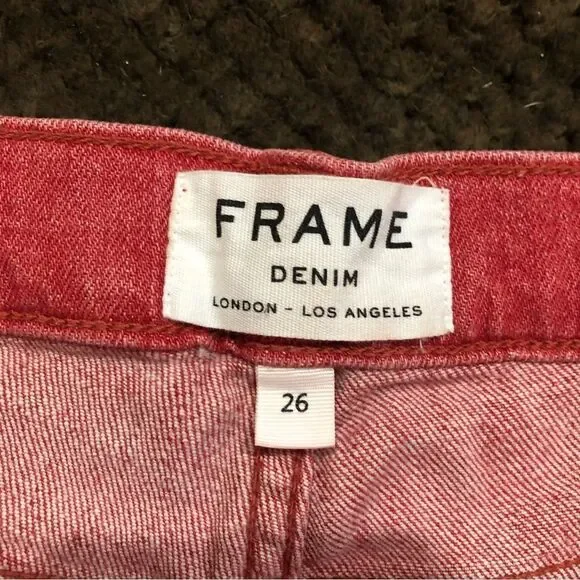 FRAME
DENIM
LONDON - LOS ANGELES
26